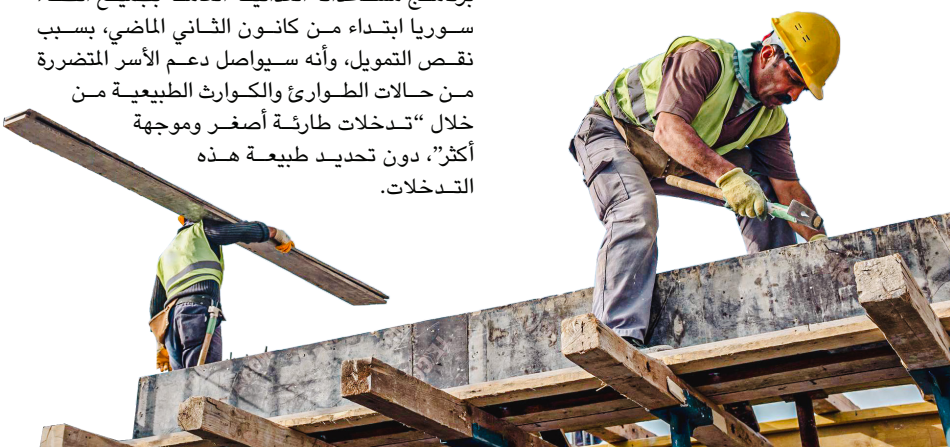 سوريا ابتداء من كانون الثاني الماضي، بسبب
نقص التمويل، وأنه سيواصل دعم الأسر المتضررة
من حالات الطوارئ والكوارث الطبيعية من
خلال “تدخلات طارئة أصغر وموجهة
أكثر”، دون تحديد طبيعة هذه
التدخلات.